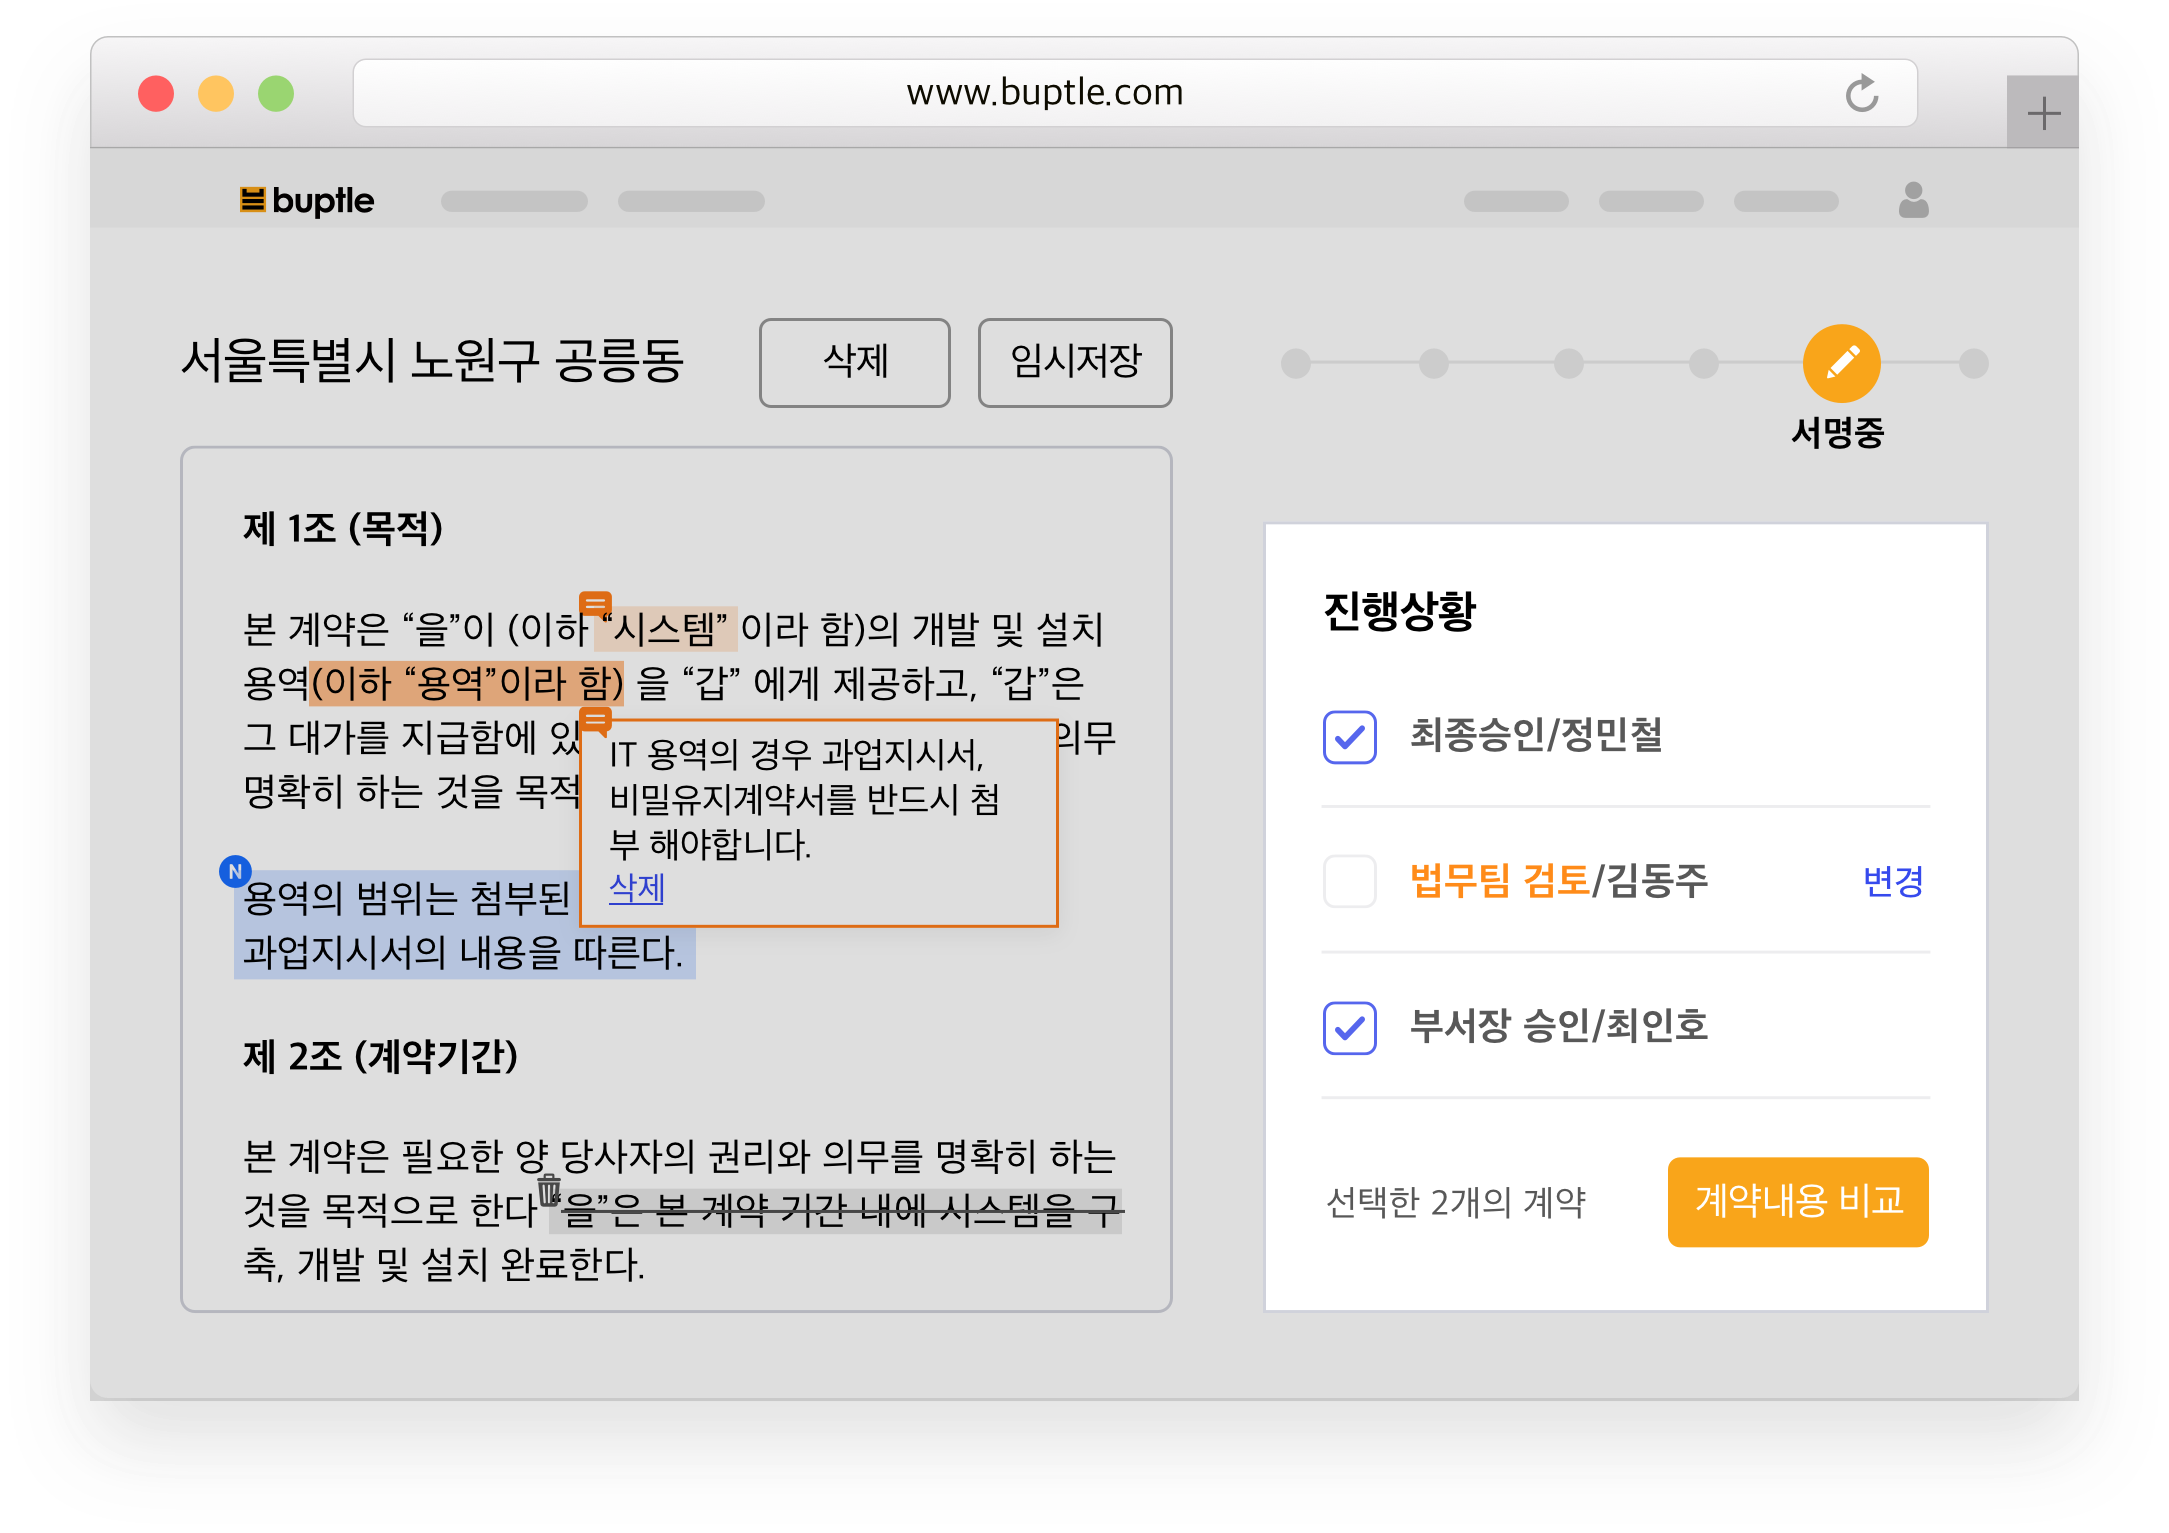 www.buptle.com
buptle
서울특별시 노원구 공릉동
삭제
임시저장
서명중
제 1조 (목적)
본 계약은 “을”이 (이하 “시스템” 이라 함)의 개발 및 설치
용역(이하 “용역”이라 함) 을 “갑” 에게 제공하고, “갑”은
그 대가를 지급함에 있 의무
명확히 하는 것을 목적
IT 용역의 경우 과업지시서,
비밀유지계약서를 반드시 첨
부 해야합니다.
삭제
N
용역의 범위는 첨부된
과업지시서의 내용을 따른다.
제 2조 (계약기간)
본 계약은 필요한 양 당사자의 권리와 의무를 명확히 하는
것을 목적으로 한다 “을”은 본 계약 기간 내에 시스템을 구
축, 개발 및 설치 완료한다.
진행상황
최종승인/정민철
법무팀 검토/김동주
변경
부서장 승인/최인호
선택한 2개의 계약
계약내용 비교